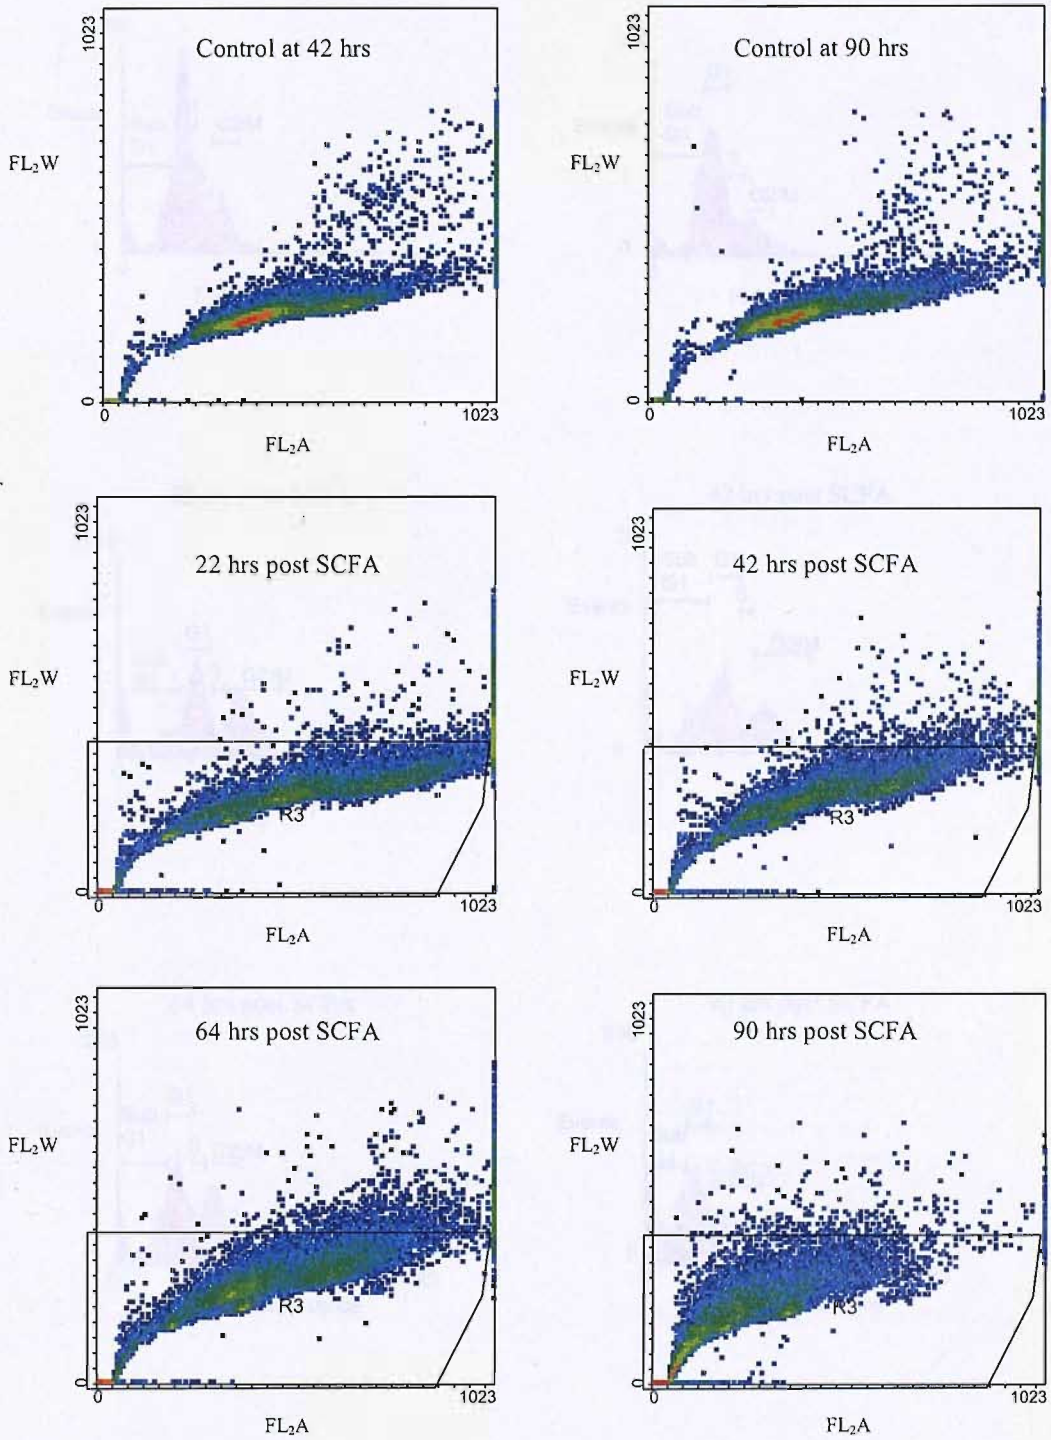 1023
Control at 42 hrs
FL₂W
0
0
1023
FL₂A
1023
Control at 90 hrs
FL₂W
0
0
1023
FL₂A
1023
22 hrs post SCFA
FL₂W
R3
0
0
1023
FL₂A
1023
42 hrs post SCFA
FL₂W
R3
0
0
1023
FL₂A
1023
64 hrs post SCFA
FL₂W
R3
0
0
1023
FL₂A
1023
90 hrs post SCFA
FL₂W
R3
0
0
1023
FL₂A